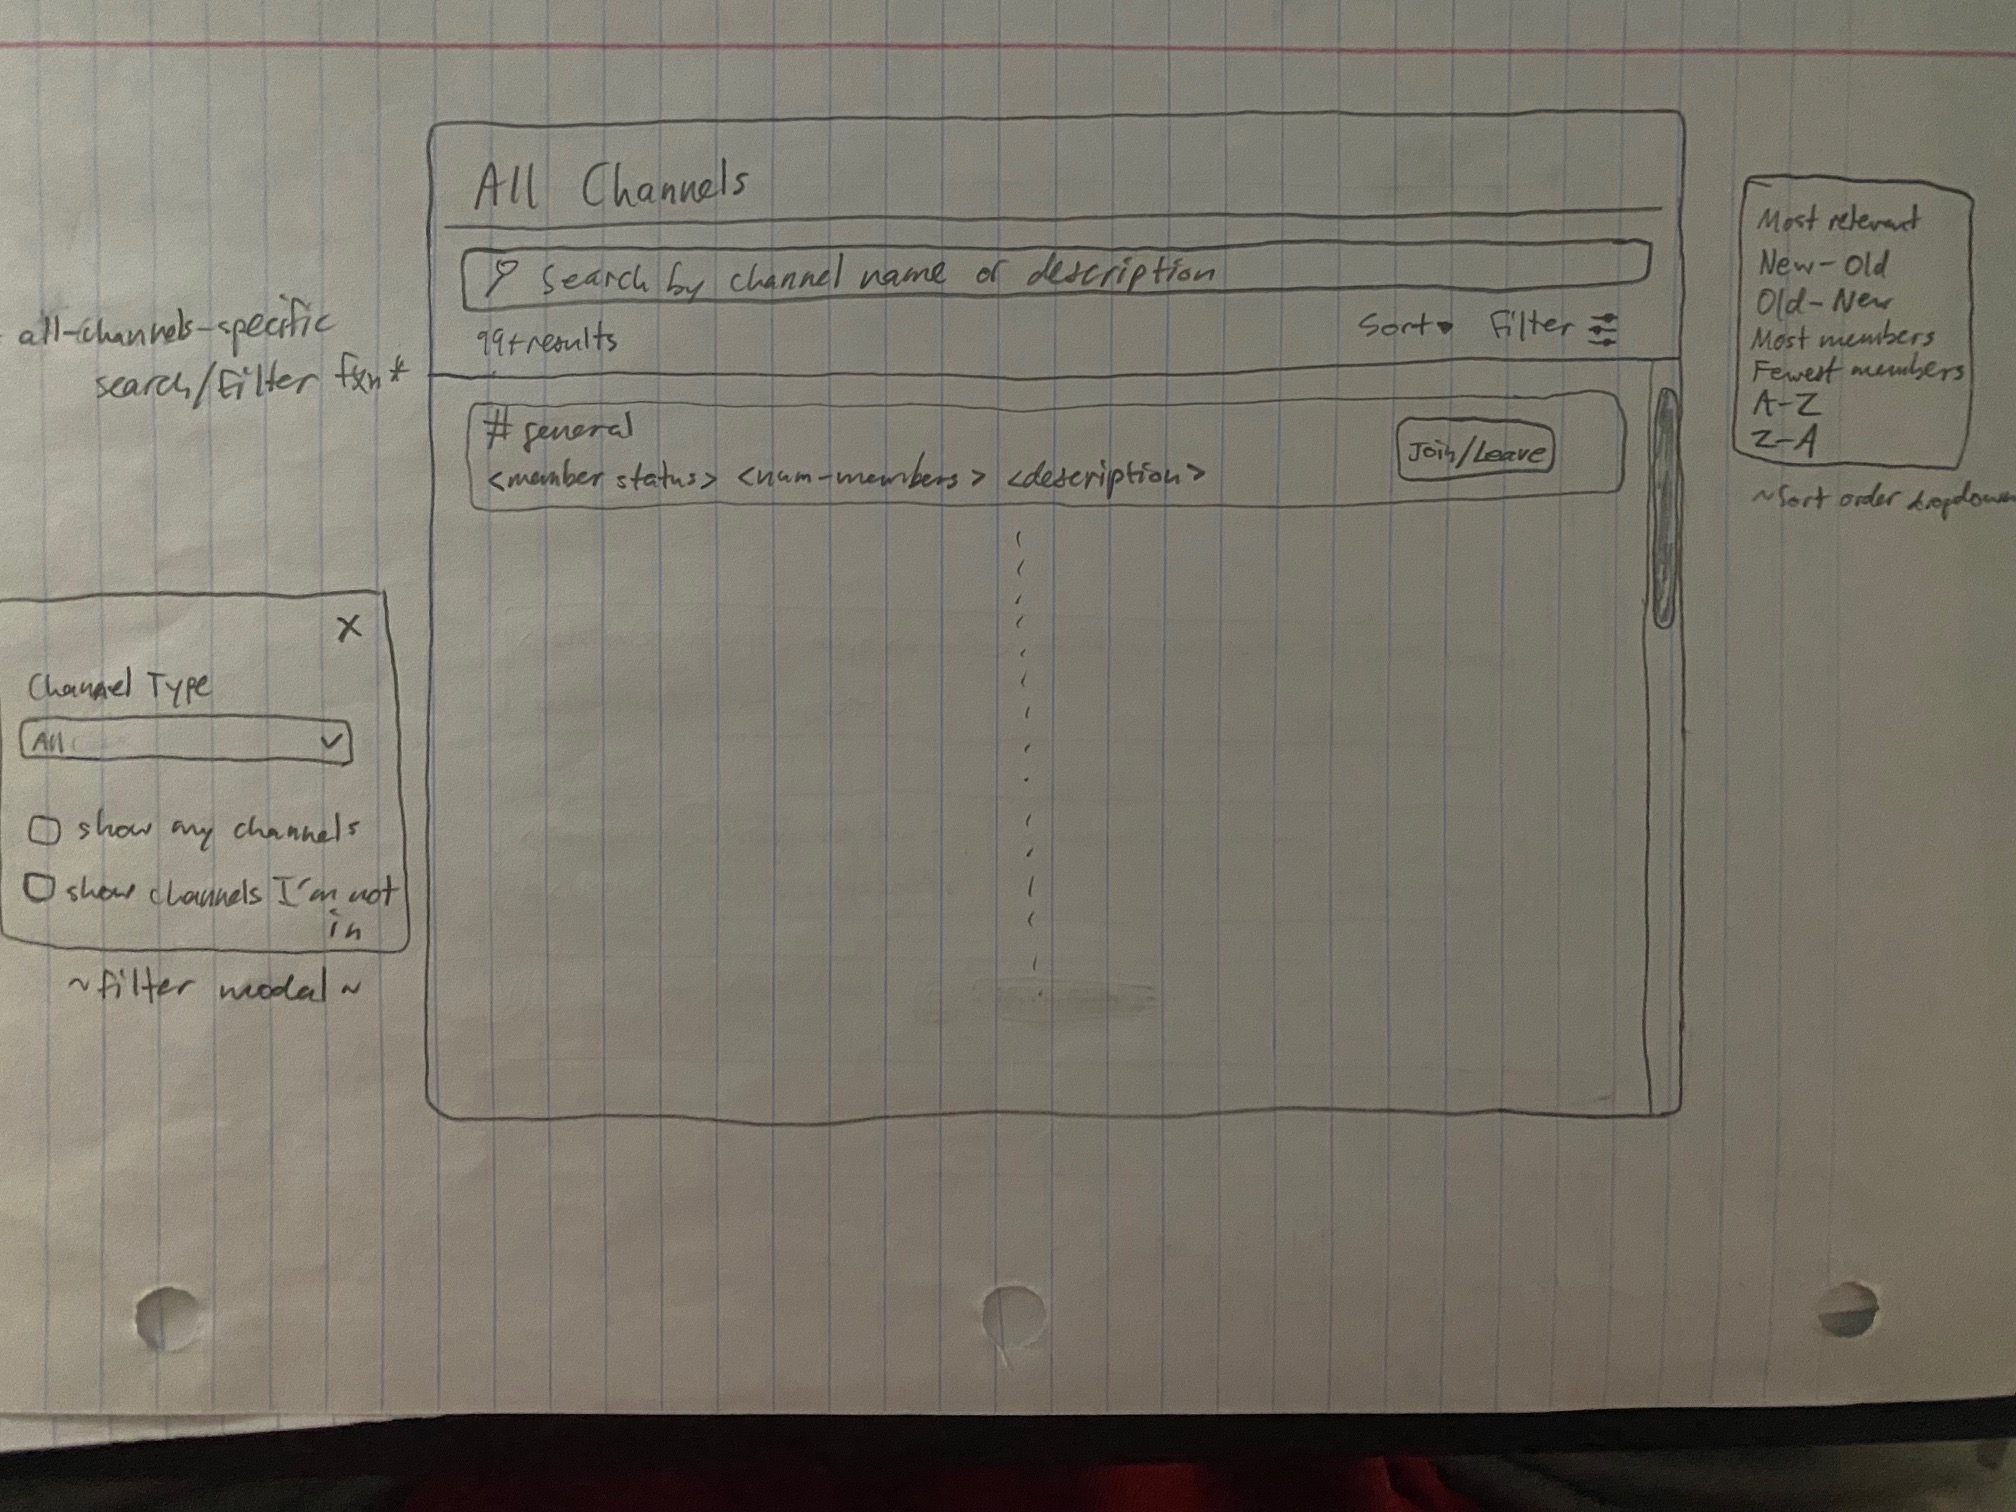 All Channels
Search by channel name or description
99+ results
Sort
Filter
# general
<member status> <num-members> <description>
Join/Leave
all-channels-specific
search/filter fxn*
X
Channel Type
All
show my channels
show channels I'm not
in
~filter modal~
Most relevant
New-Old
Old-New
Most members
Fewest members
A-Z
Z-A
~Sort order dropdown